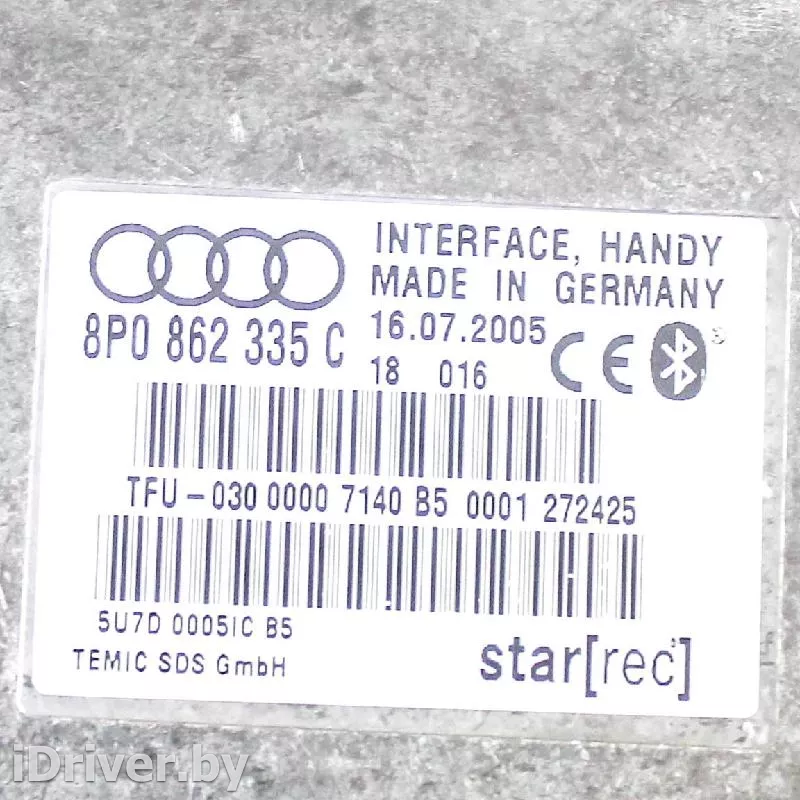 INTERFACE, HANDY
MADE IN GERMANY
8P0 862 335 C
16.07.2005
18 016
CE
TFU-030 0000 7140 B5 0001 272425
5U7D 0005IC B5
TEMIC SDS GmbH
star[rec]
iDriver.by